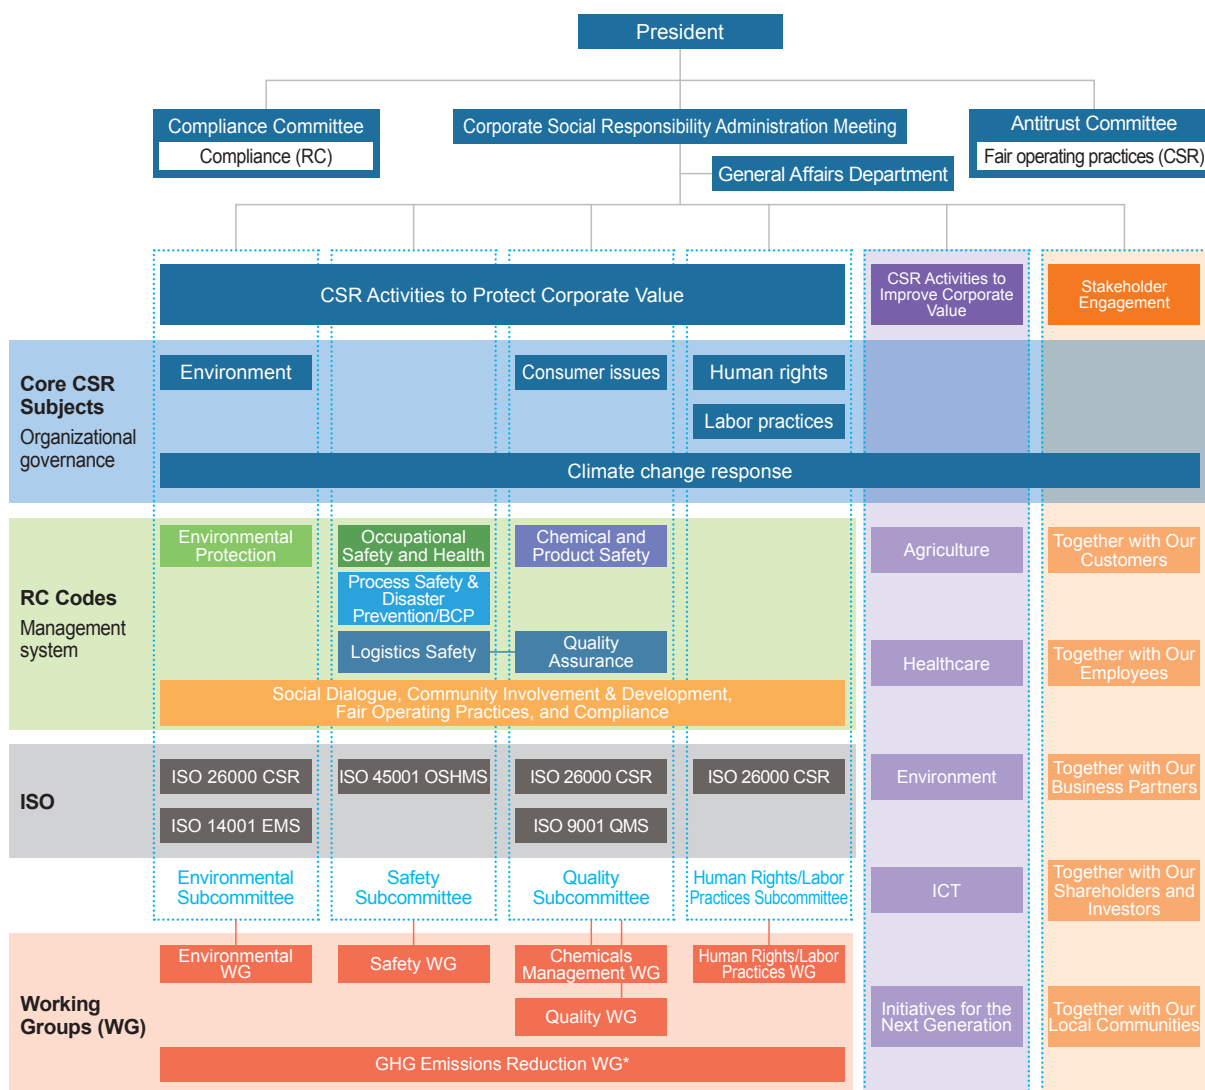 President
Compliance Committee
Compliance (RC)
Corporate Social Responsibility Administration Meeting
Antitrust Committee
Fair operating practices (CSR)
General Affairs Department
CSR Activities to Protect Corporate Value
CSR Activities to
Improve Corporate
Value
Stakeholder
Engagement
Core CSR
Subjects
Organizational
governance
Environment
Consumer issues
Human rights
Labor practices
Climate change response
RC Codes
Management
system
Environmental
Protection
Occupational
Safety and Health
Chemical and
Product Safety
Process Safety &
Disaster
Prevention/BCP
Logistics Safety
Quality
Assurance
Social Dialogue, Community Involvement & Development,
Fair Operating Practices, and Compliance
ISO
ISO 26000 CSR
ISO 45001 OSHMS
ISO 26000 CSR
ISO 26000 CSR
ISO 14001 EMS
ISO 9001 QMS
Environmental
Subcommittee
Safety
Subcommittee
Quality
Subcommittee
Human Rights/Labor
Practices Subcommittee
Working
Groups (WG)
Environmental
WG
Safety WG
Chemicals
Management WG
Human Rights/Labor
Practices WG
Quality WG
GHG Emissions Reduction WG*
Agriculture
Healthcare
Environment
ICT
Initiatives for the
Next Generation
Together with Our
Customers
Together with Our
Employees
Together with Our
Business Partners
Together with Our
Shareholders and
Investors
Together with Our
Local Communities